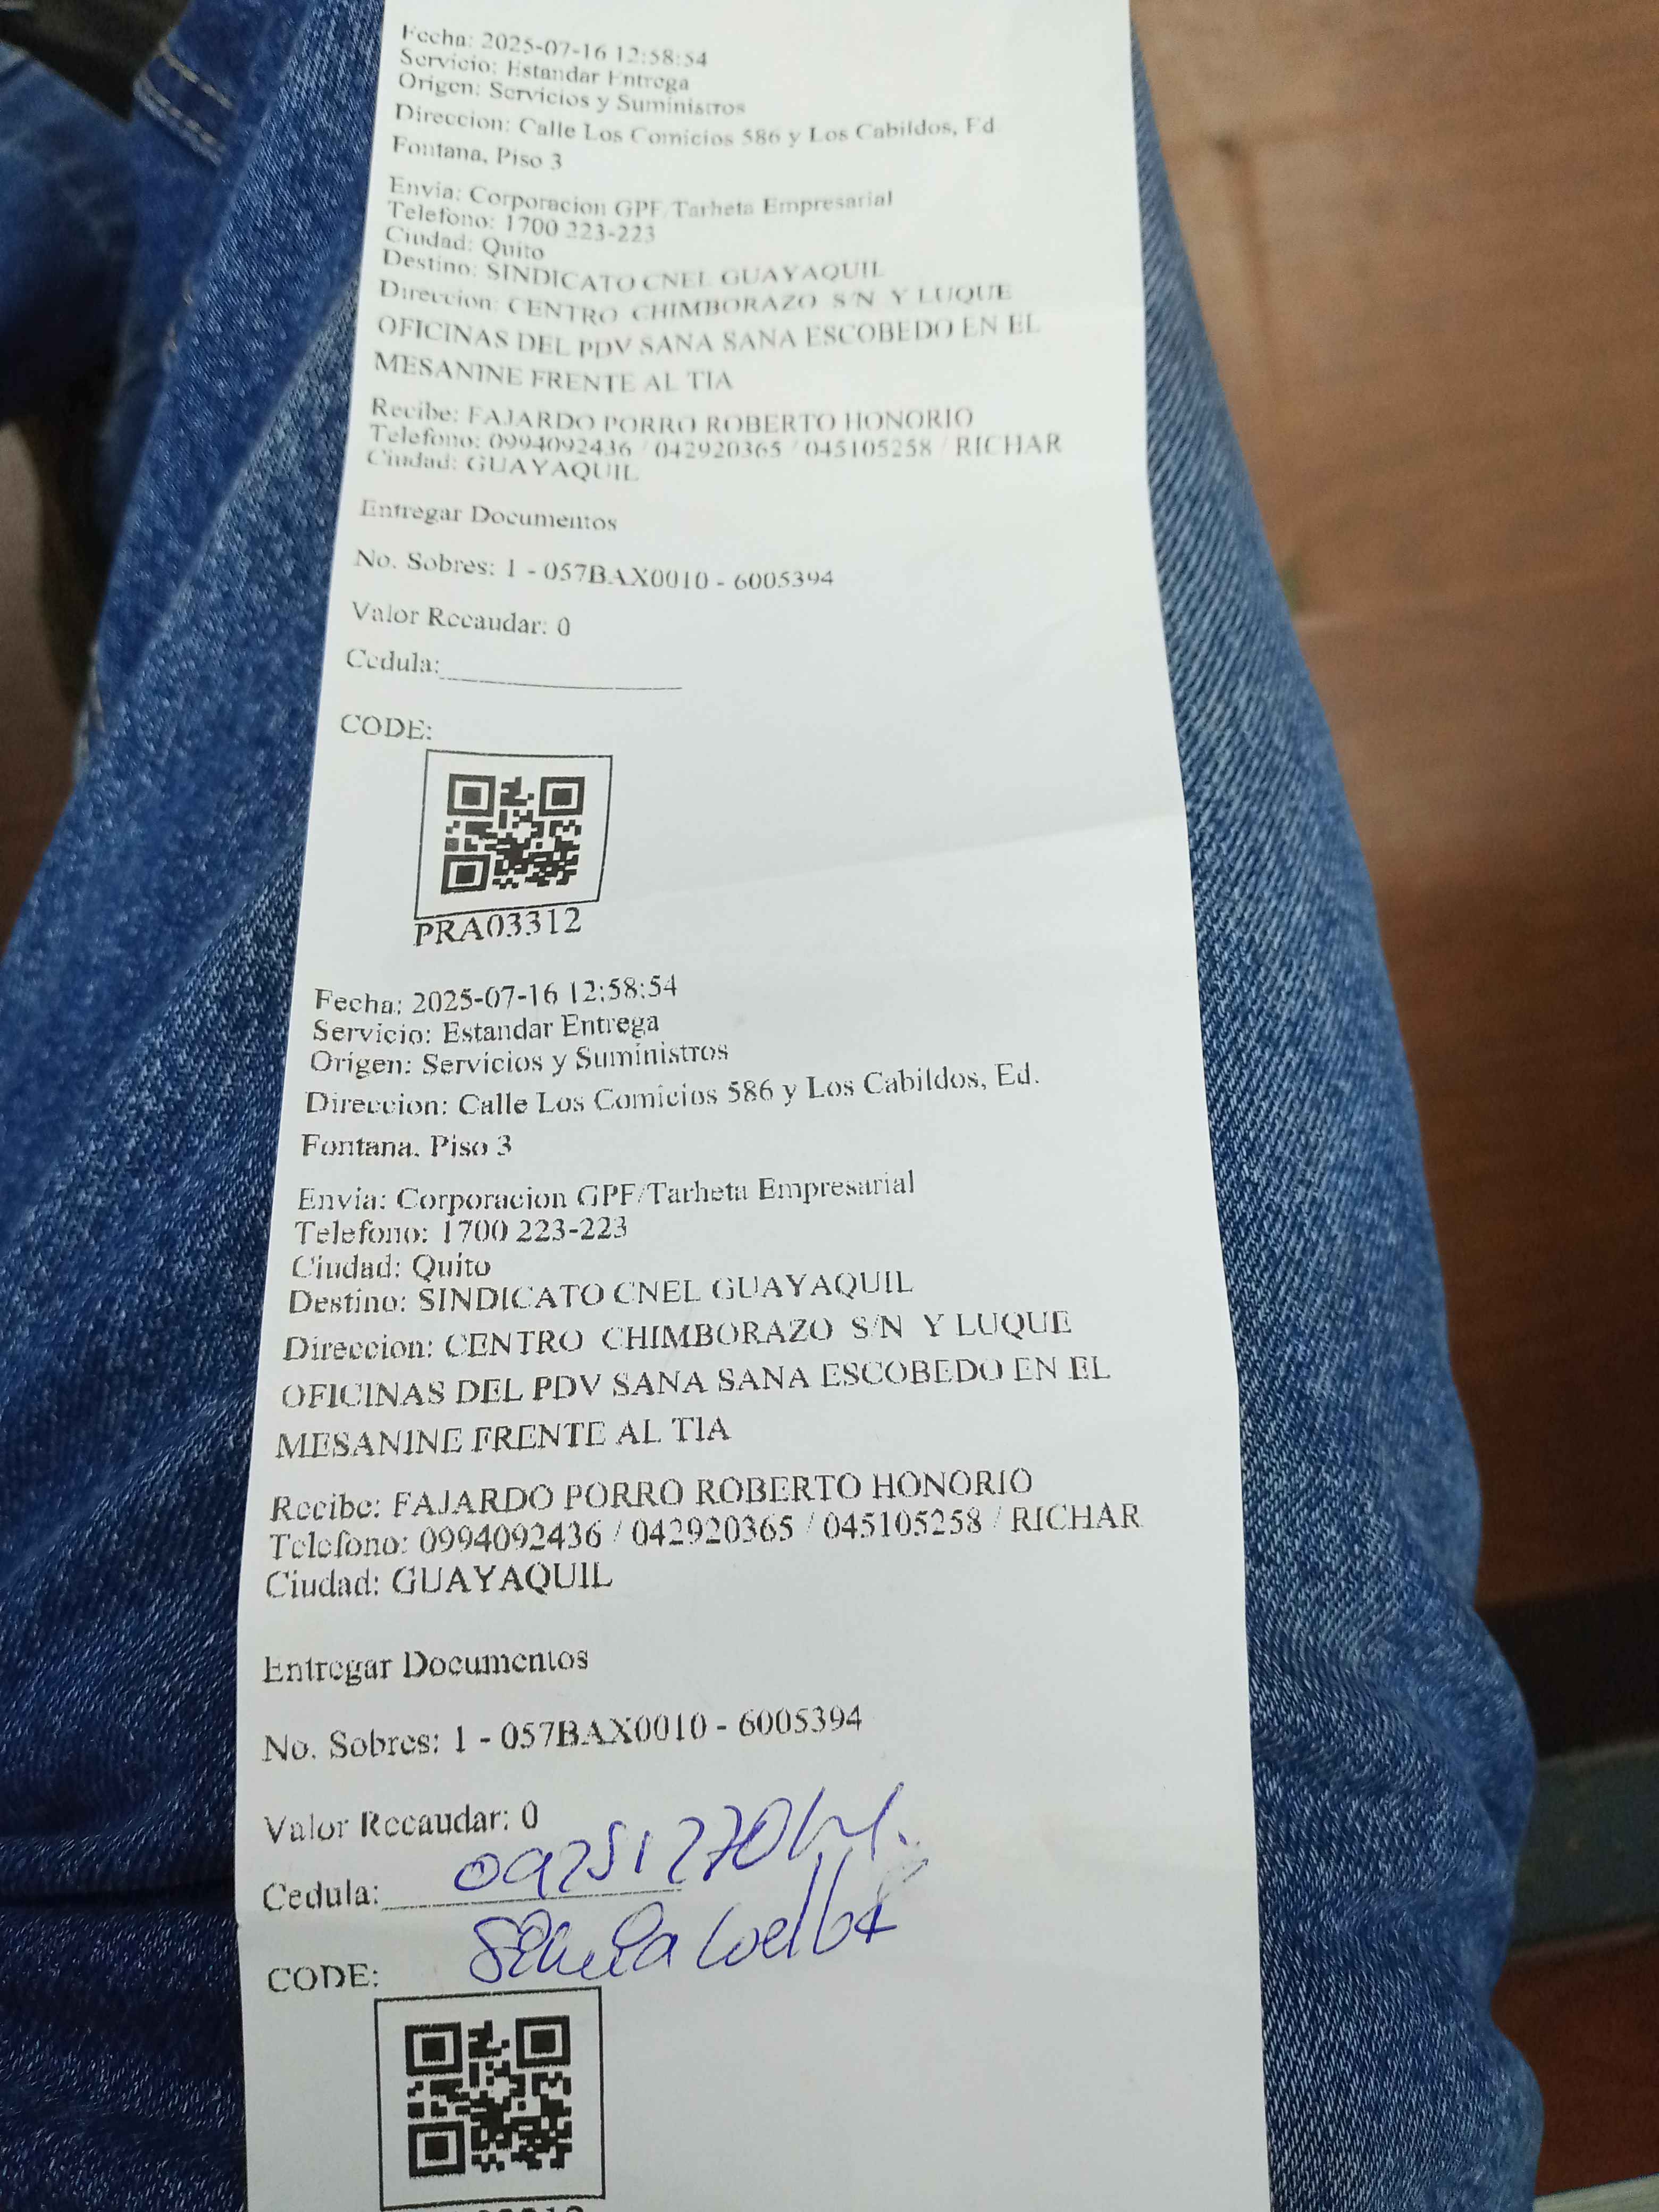 Fecha: 2025-07-16 12:58:54
Servicio: Estandar Entrega
Origen: Servicios y Suministros
Direccion: Calle Los Comicios 586 y Los Cabildos, Ed.
Fontana, Piso 3
Envia: Corporacion GPF/Tarheta Empresarial
Telefono: 1700 223-223
Ciudad: Quito
Destino: SINDICATO CNEL GUAYAQUIL
Direccion: CENTRO CHIMBORAZO S/N Y LUQUE
OFICINAS DEL PDV SANA SANA ESCOBEDO EN EL
MESANINE FRENTE AL TIA
Recibe: FAJARDO PORRO ROBERTO HONORIO
Telefono: 0994092436 / 042920365 / 045105258 / RICHAR
Ciudad: GUAYAQUIL
Entregar Documentos
No. Sobres: 1 - 057BAX0010 - 6005394
Valor Recaudar: 0
Cedula:
CODE:
PRA03312
Fecha: 2025-07-16 12:58:54
Servicio: Estandar Entrega
Origen: Servicios y Suministros
Direccion: Calle Los Comicios 586 y Los Cabildos, Ed.
Fontana, Piso 3
Envia: Corporacion GPF/Tarheta Empresarial
Telefono: 1700 223-223
Ciudad: Quito
Destino: SINDICATO CNEL GUAYAQUIL
Direccion: CENTRO CHIMBORAZO S/N Y LUQUE
OFICINAS DEL PDV SANA SANA ESCOBEDO EN EL
MESANINE FRENTE AL TIA
Recibe: FAJARDO PORRO ROBERTO HONORIO
Telefono: 0994092436 / 042920365 / 045105258 / RICHAR
Ciudad: GUAYAQUIL
Entregar Documentos
No. Sobres: 1 - 057BAX0010 - 6005394
Valor Recaudar: 0
Cedula:
CODE: